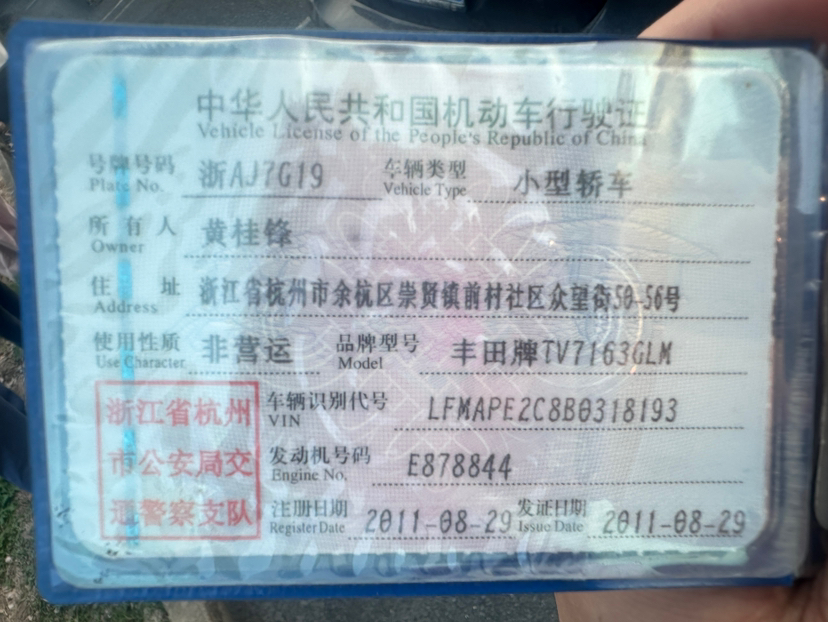 中华人民共和国机动车行驶证
Vehicle License of the People's Republic of China
号牌号码 浙AJ7G19 车辆类型 小型轿车
Plate No. Vehicle Type
所有人 黄桂锋
Owner
住址 浙江省杭州市余杭区崇贤镇前村社区众望街50-56号
Address
使用性质 非营运 品牌型号 丰田牌TV7163GLM
Use Character Model
浙江省杭州 车辆识别代号 LFMAPE2C8B0318193
VIN
市公安局交 发动机号码 E878844
Engine No.
通警察支队 注册日期 2011-08-29 发证日期 2011-08-29
Register Date Issue Date